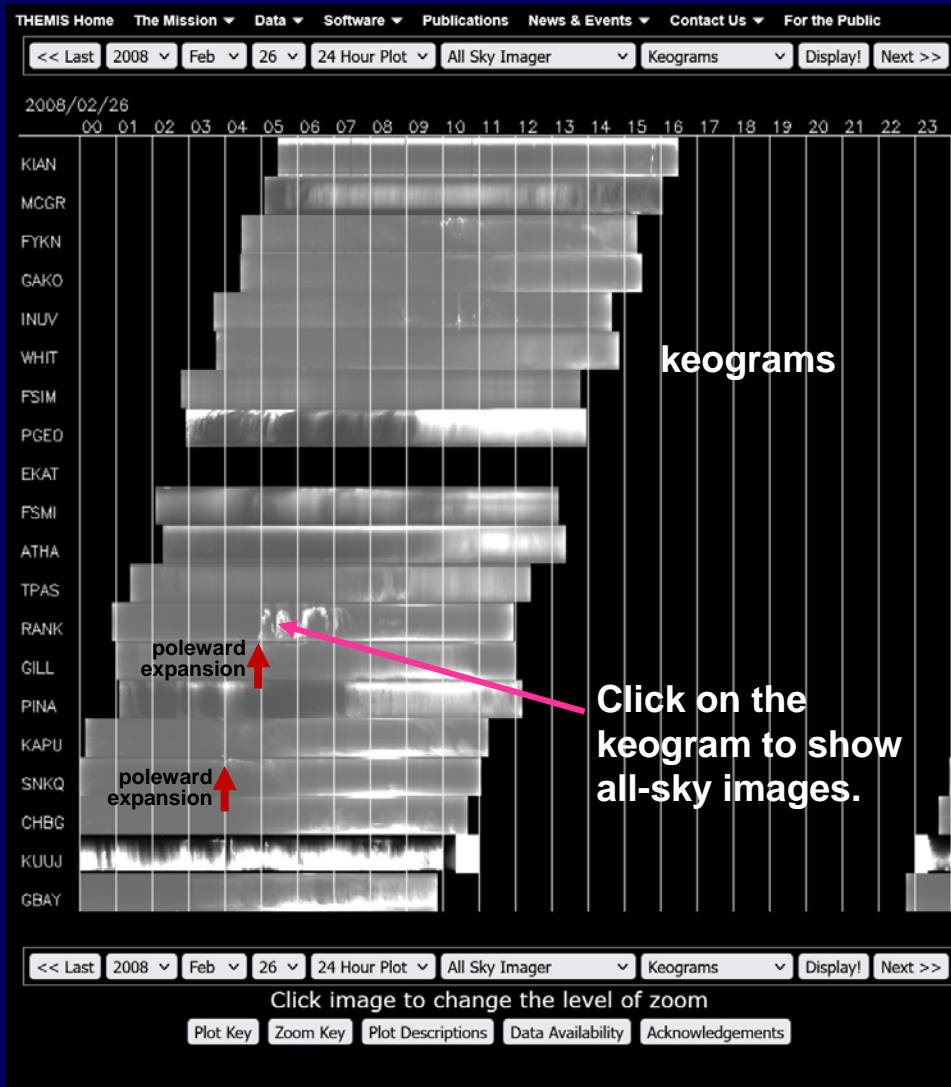 THEMIS Home The Mission Data Software Publications News & Events Contact Us For the Public
<< Last 2008 Feb 26 24 Hour Plot All Sky Imager Keograms Display! Next >>
2008/02/26
00 01 02 03 04 05 06 07 08 09 10 11 12 13 14 15 16 17 18 19 20 21 22 23
KIAN
MCGR
FYKN
GAKO
INUV
WHIT
keograms
FSIM
PGEO
EKAT
FSMI
ATHA
TPAS
RANK
poleward
expansion
GILL
PINA
Click on the
keogram to show
all-sky images.
KAPU
poleward
expansion
SNKQ
CHBG
KUUJ
GBAY
<< Last 2008 Feb 26 24 Hour Plot All Sky Imager Keograms Display! Next >>
Click image to change the level of zoom
Plot Key Zoom Key Plot Descriptions Data Availability Acknowledgements